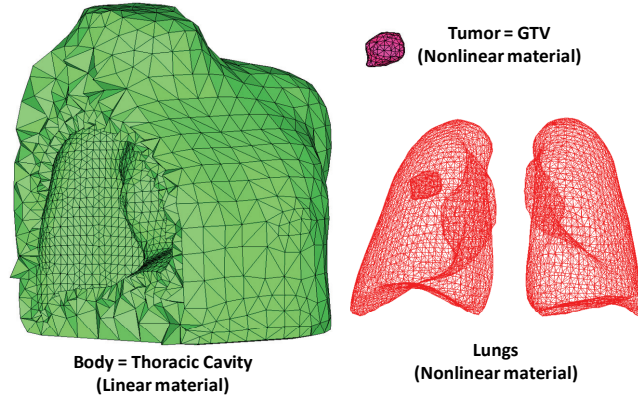 Tumor = GTV
(Nonlinear material)
Body = Thoracic Cavity
(Linear material)
Lungs
(Nonlinear material)